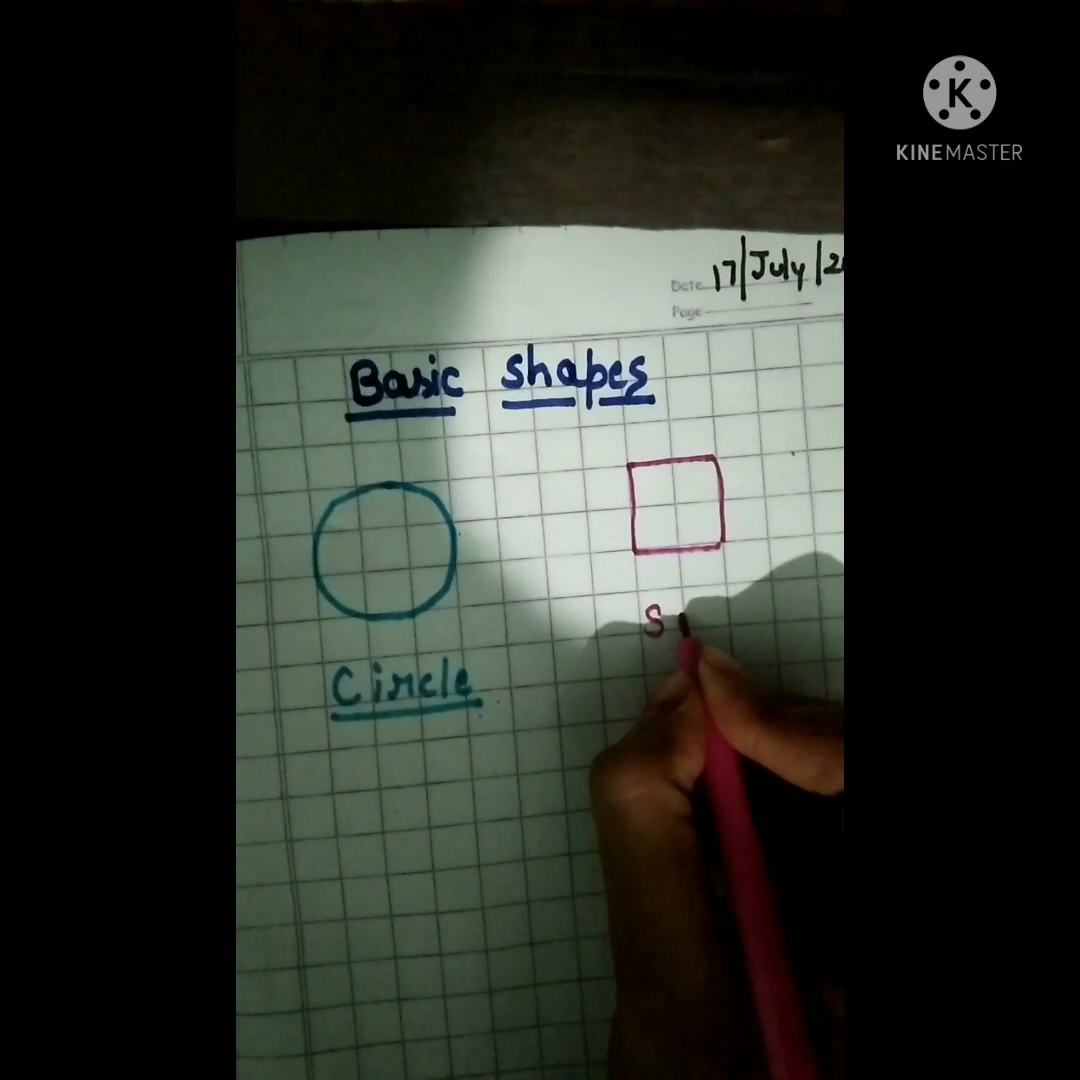 K
KINEMASTER
Date 17/July/2
Page
Basic shapes
Circle
S